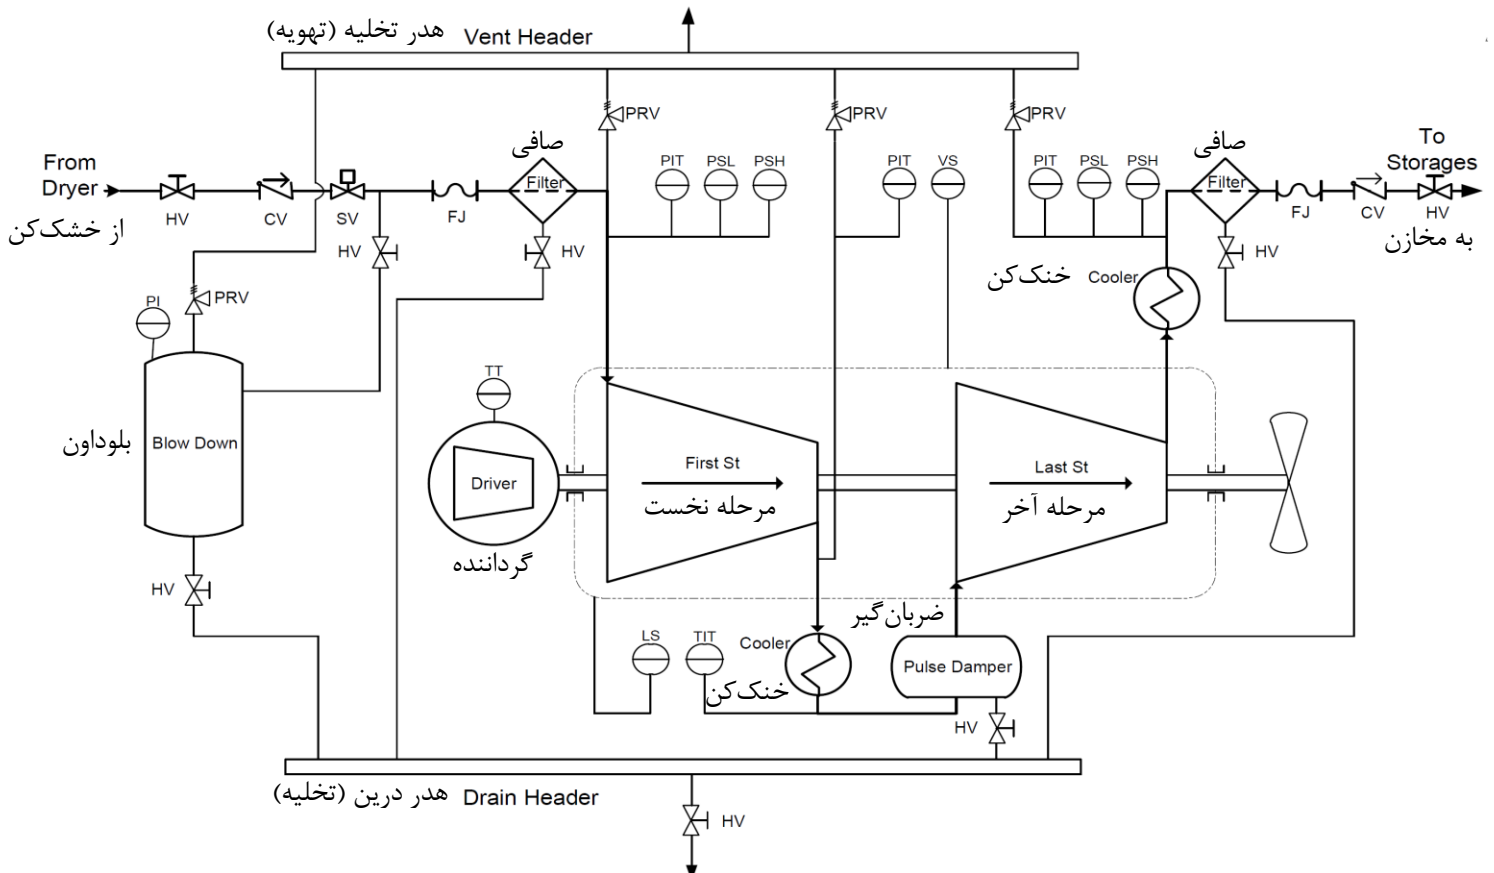 هدر تخلیه (تهویه) Vent Header
PRV
PRV
PRV
صافی
صافی
From
Dryer
To
Storages
PIT
PSL
PSH
PIT
VS
PIT
PSL
PSH
Filter
Filter
HV
CV
SV
FJ
FJ
CV
HV
از خشک‌کن
به مخازن
HV
HV
HV
خنک‌کن
Cooler
PI
PRV
TT
بلوداون
Blow Down
Driver
First St
Last St
مرحله نخست
مرحله آخر
گرداننده
HV
ضربان‌گیر
LS
TIT
Cooler
Pulse Damper
خنک‌کن
HV
هدر درین (تخلیه) Drain Header
HV